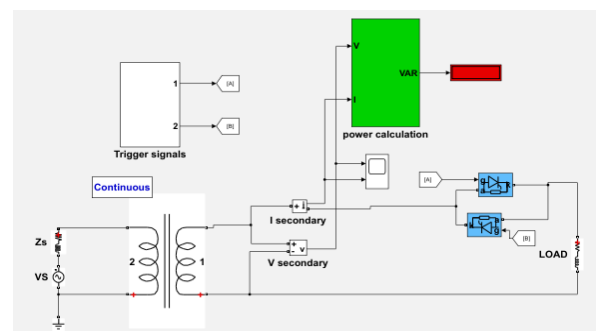 V
VAR
I
power calculation
1
[A]
2
[B]
Trigger signals
Continuous
[A]
I secondary
V secondary
[B]
Zs
VS
2
1
LOAD
+ i
+
-
v
g
g